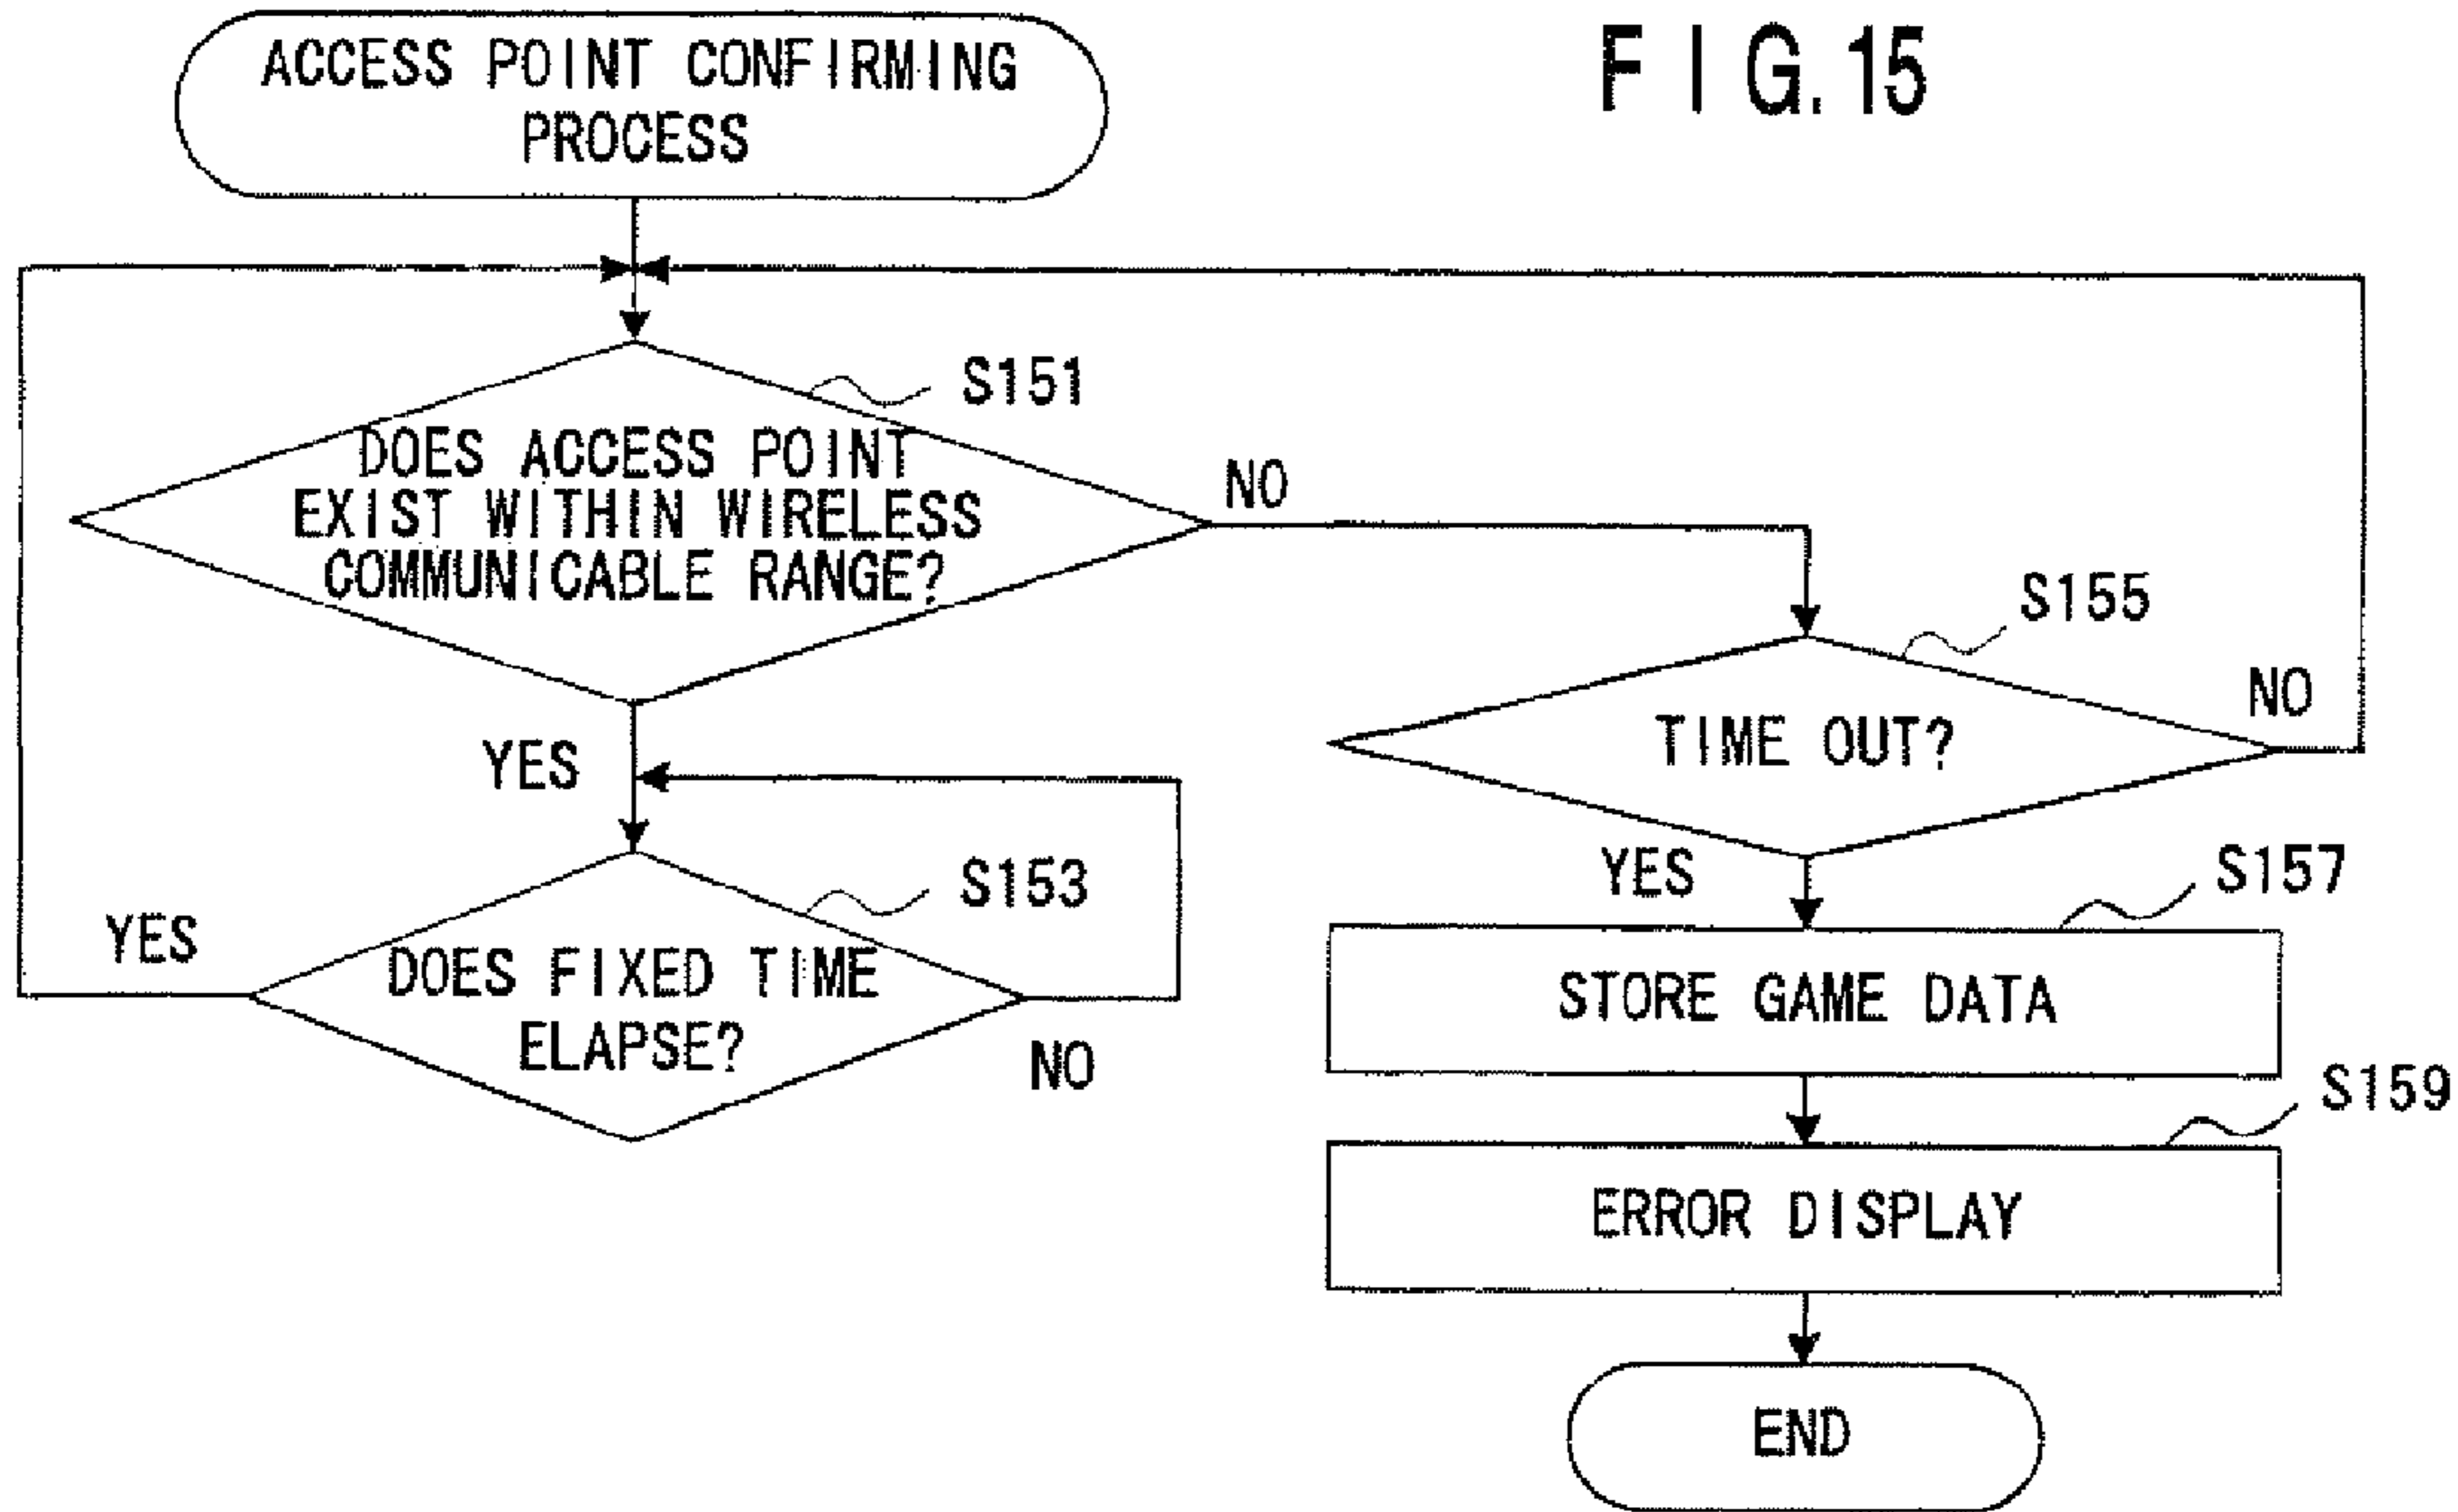 FIG. 15
ACCESS POINT CONFIRMING
PROCESS
S151
DOES ACCESS POINT
EXIST WITHIN WIRELESS
COMMUNICABLE RANGE?
NO
YES
S153
DOES FIXED TIME
ELAPSE?
YES
NO
S155
TIME OUT?
NO
YES
S157
STORE GAME DATA
S159
ERROR DISPLAY
END